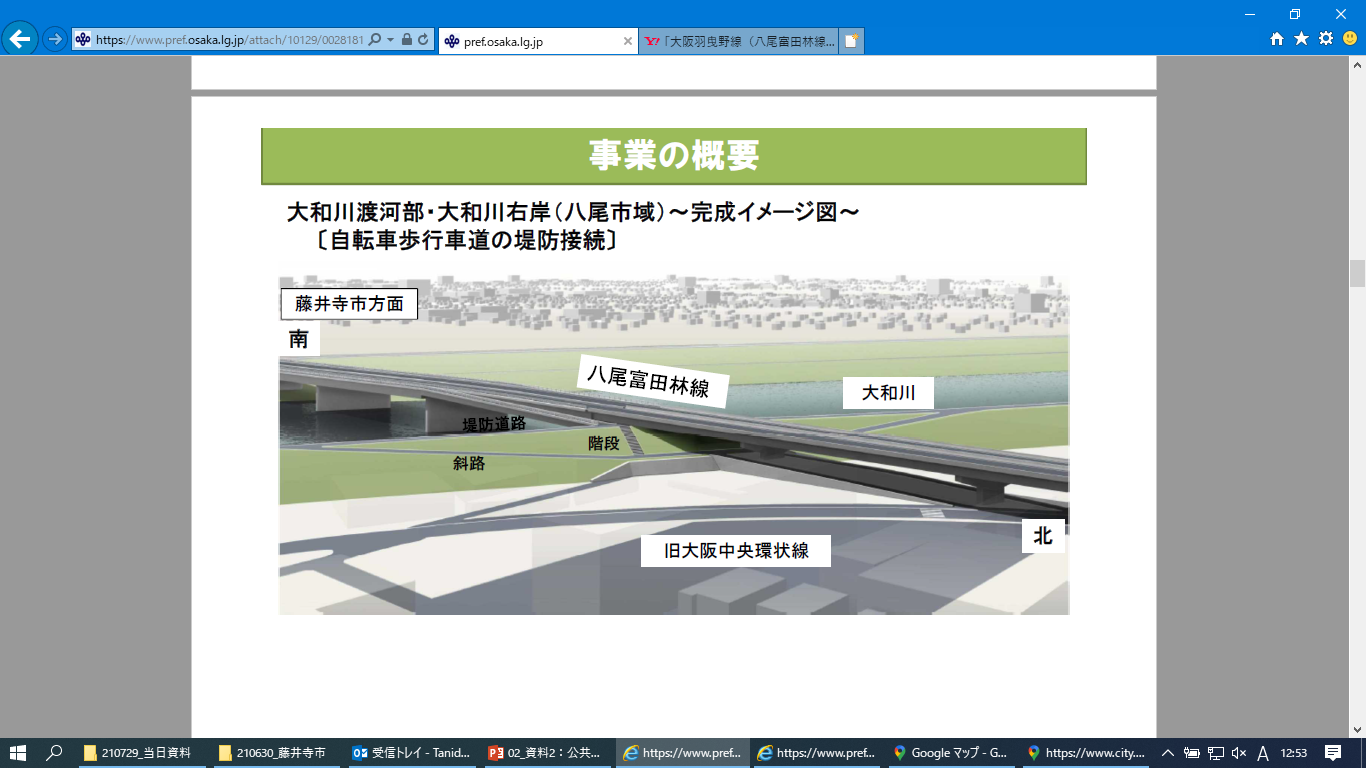 https://www.pref.osaka.lg.jp/attach/10129/0028181
pref.osaka.lg.jp
「大阪羽曳野線（八尾富田林線...
事業の概要
大和川渡河部・大和川右岸（八尾市域）～完成イメージ図～
〔自転車歩行車道の堤防接続〕
藤井寺市方面
南
八尾富田林線
大和川
堤防道路
階段
斜路
北
旧大阪中央環状線
210729_当日資料
210630_藤井寺市
受信トレイ - Tanid...
02_資料2：公共...
https://www.pref...
https://www.pref...
Google マップ - G...
https://www.city....
A
12:53